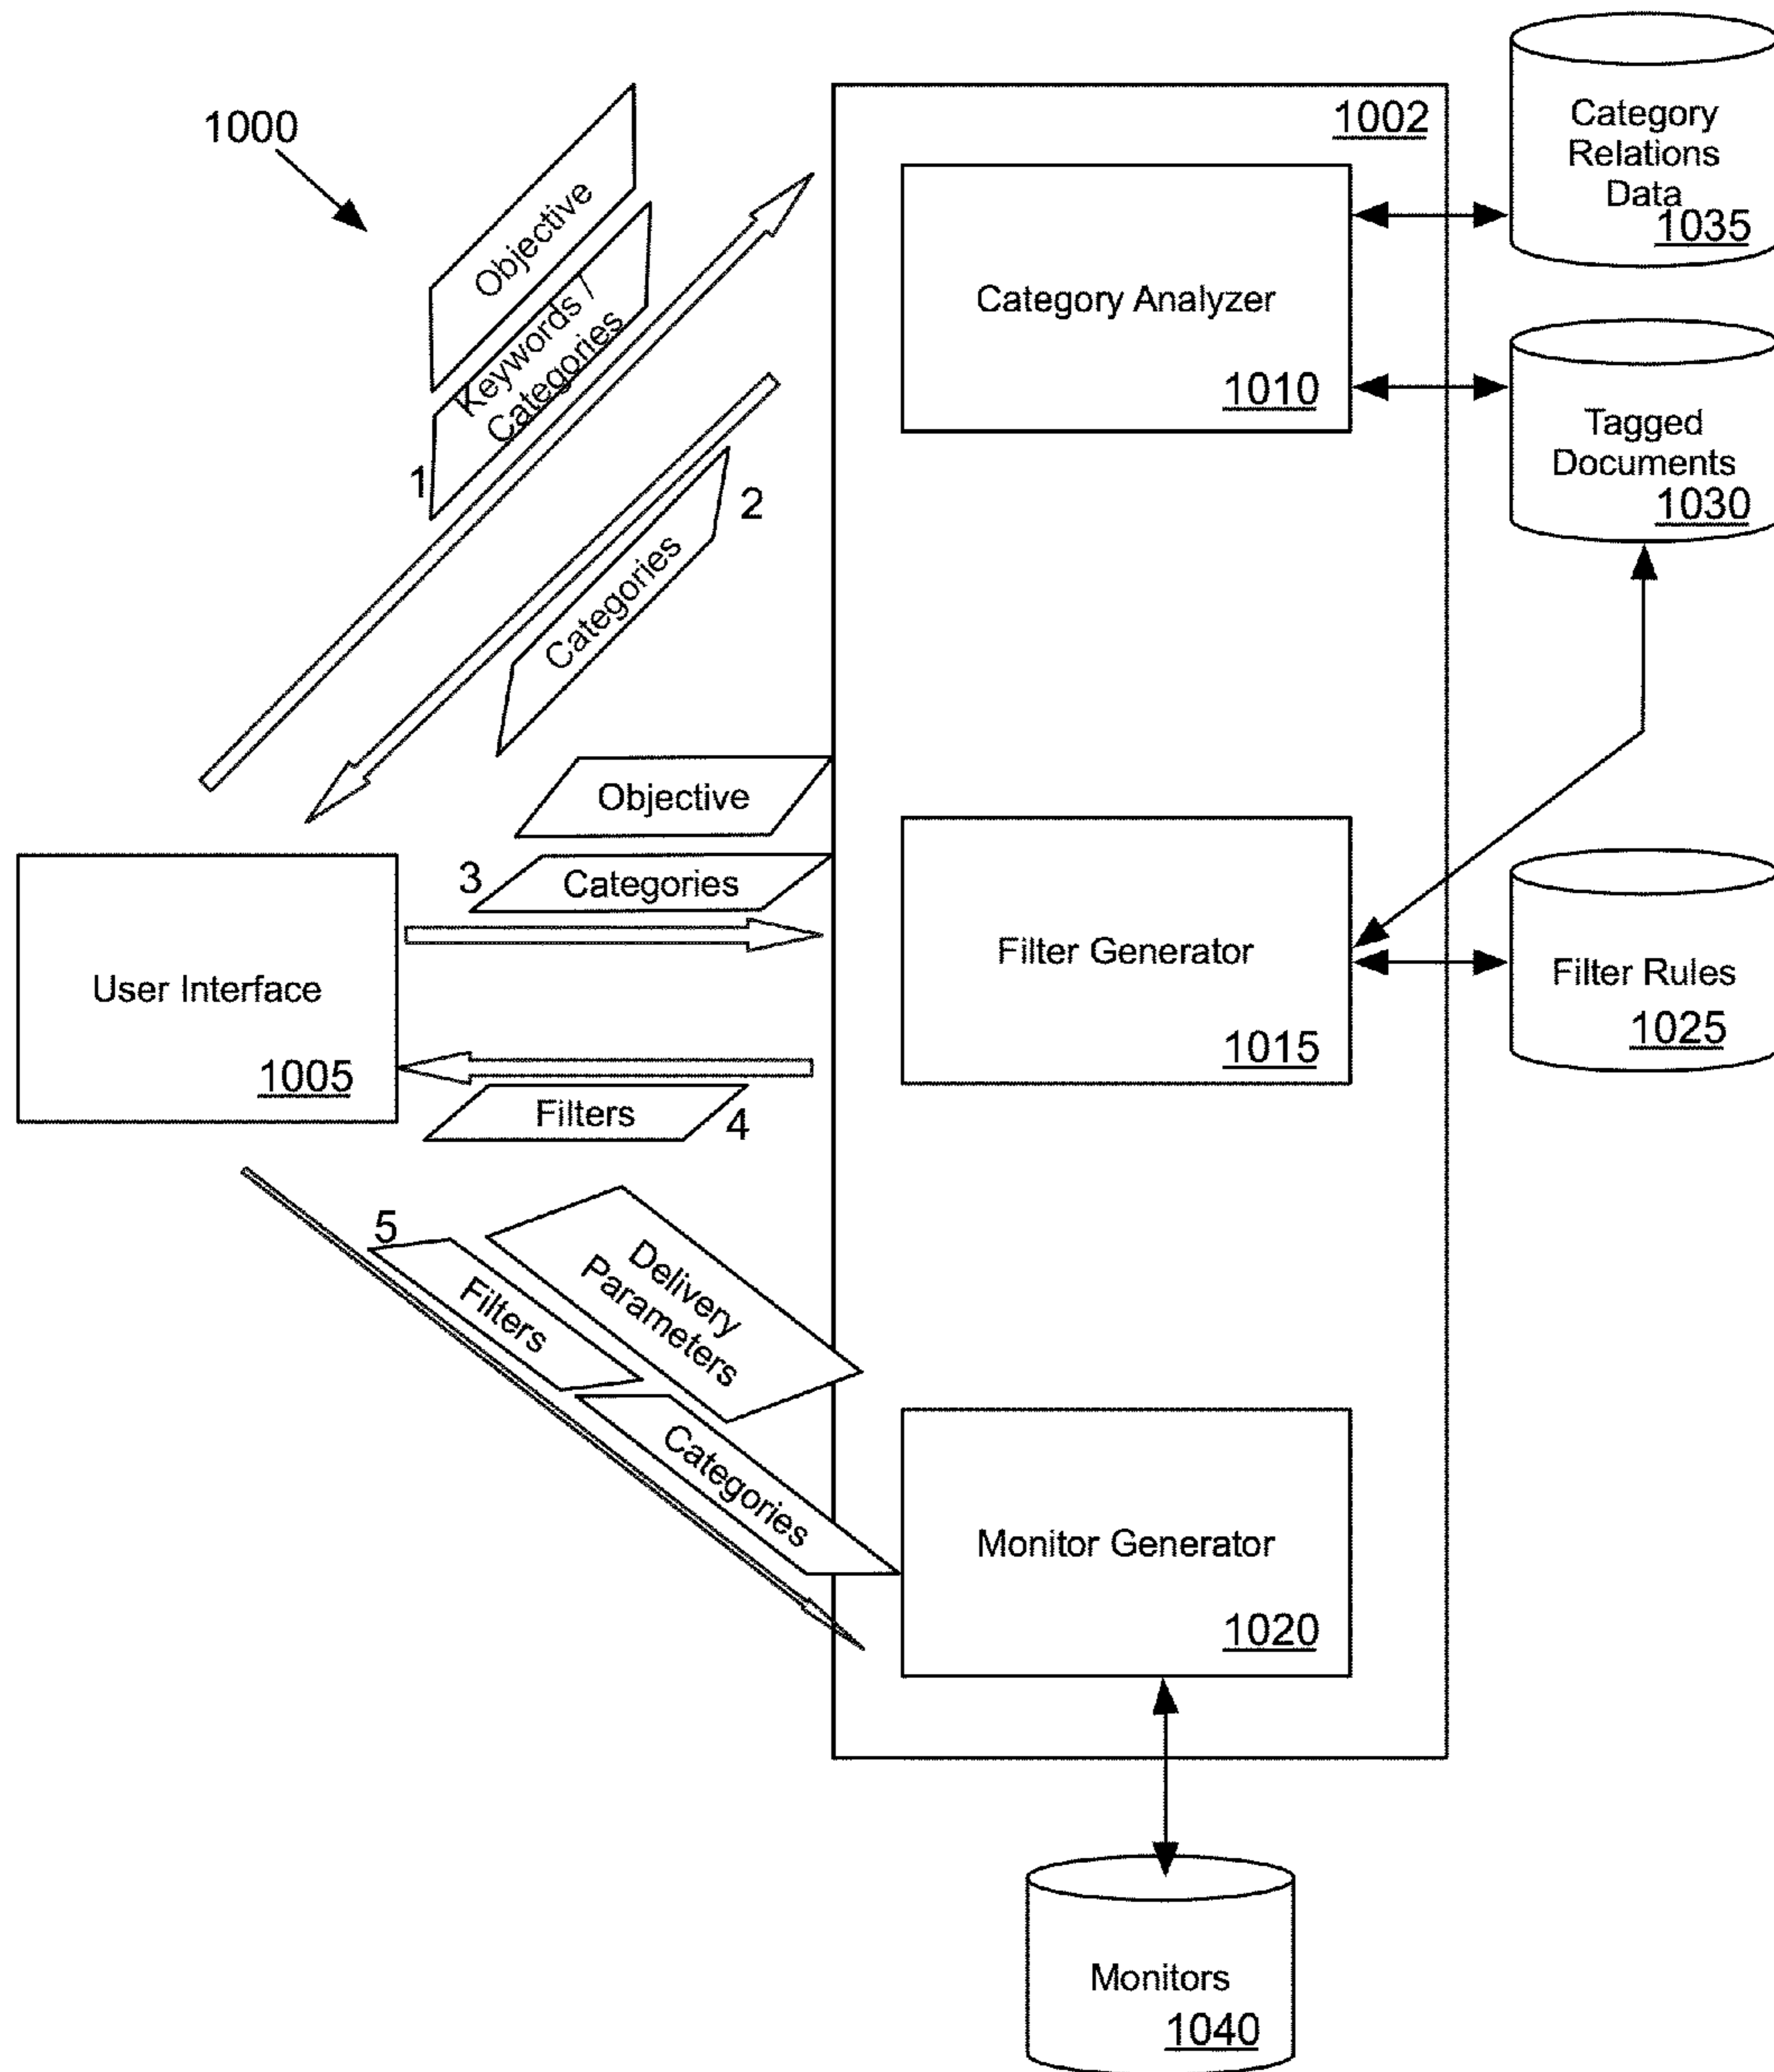 1000
Objective
Keywords /
Categories
1
2
Categories
1002
Category Analyzer
1010
Category
Relations
Data
1035
Tagged
Documents
1030
Objective
3
Categories
User Interface
1005
Filters
4
Filter Generator
1015
Filter Rules
1025
5
Filters
Delivery
Parameters
Categories
Monitor Generator
1020
Monitors
1040